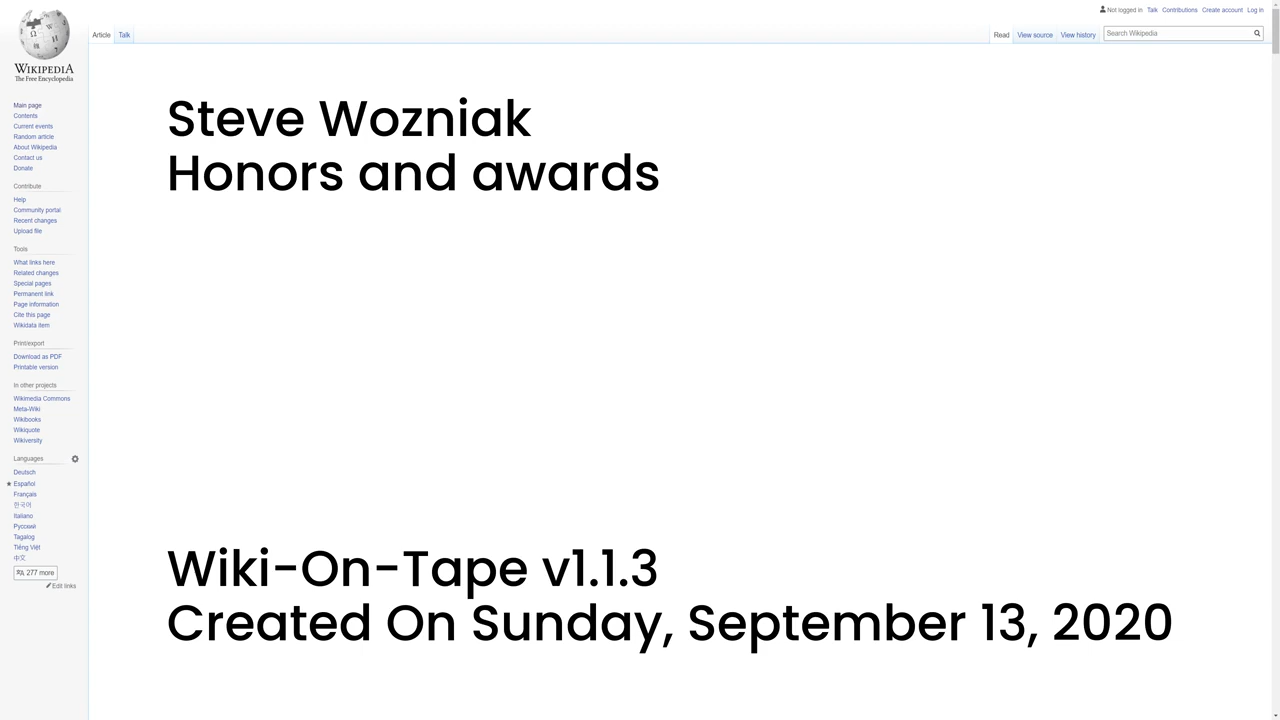 Not logged in Talk Contributions Create account Log in
Article Talk Read View source View history Search Wikipedia
WIKIPEDIA
The Free Encyclopedia
Main page
Contents
Current events
Random article
About Wikipedia
Contact us
Donate
Contribute
Help
Community portal
Recent changes
Upload file
Tools
What links here
Related changes
Special pages
Permanent link
Page information
Cite this page
Wikidata item
Print/export
Download as PDF
Printable version
In other projects
Wikimedia Commons
Meta-Wiki
Wikibooks
Wikiquote
Wikiversity
Languages
Deutsch
Español
Français
한국어
Italiano
Русский
Tagalog
Tiếng Việt
中文
277 more
Edit links
Steve Wozniak
Honors and awards
Wiki-On-Tape v1.1.3
Created On Sunday, September 13, 2020